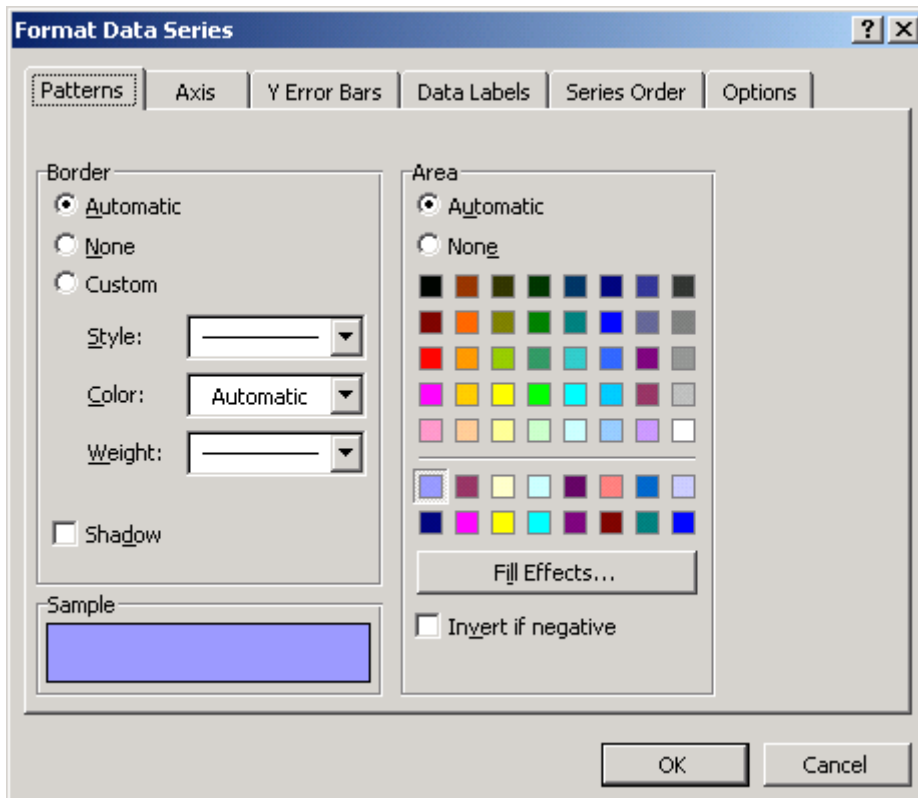 Format Data Series
Patterns Axis Y Error Bars Data Labels Series Order Options
Border
Automatic
None
Custom
Style:
Color: Automatic
Weight:
Shadow
Sample
Area
Automatic
None
Fill Effects...
Invert if negative
OK Cancel